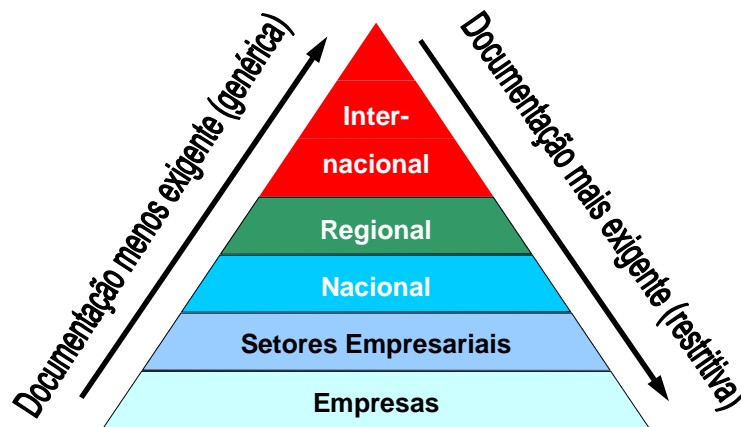 Documentação menos exigente (genérica)
Documentação mais exigente (restritiva)
Inter-
nacional
Regional
Nacional
Setores Empresariais
Empresas